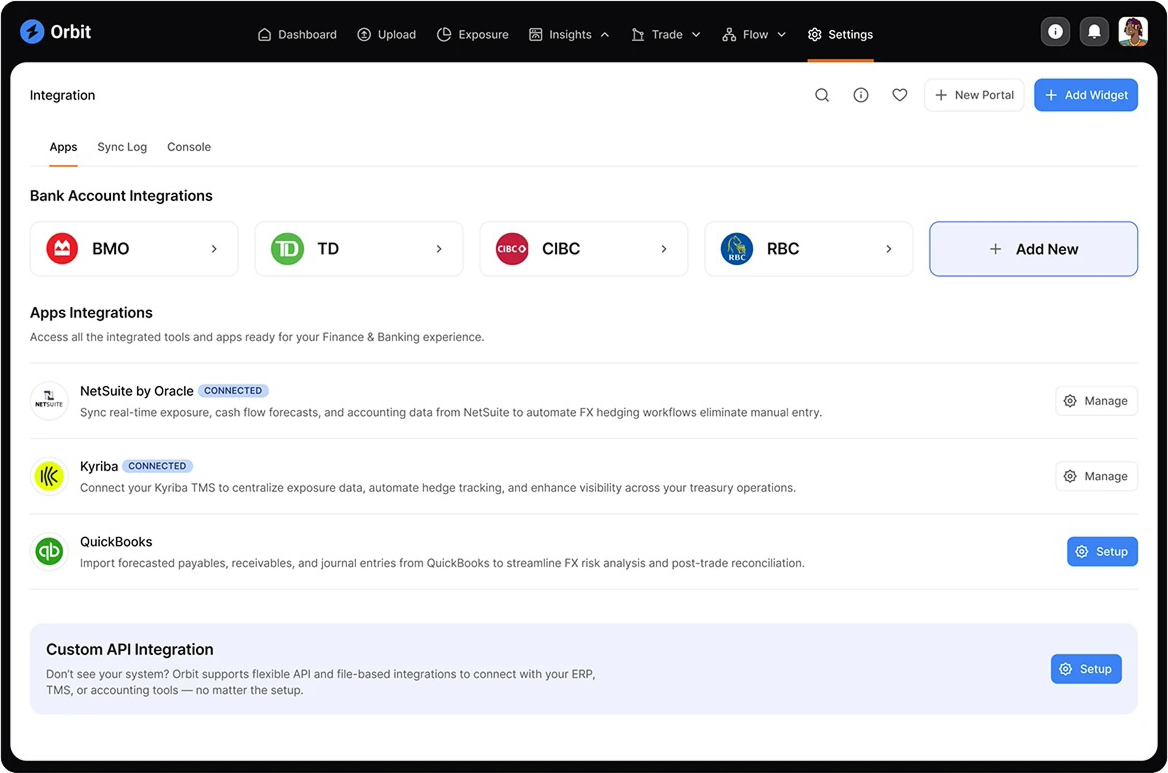 Orbit
Dashboard
Upload
Exposure
Insights
Trade
Flow
Settings
Integration
New Portal
Add Widget
Apps
Sync Log
Console
Bank Account Integrations
BMO
TD
TD
CIBC
CIBC
RBC
RBC
Add New
Apps Integrations
Access all the integrated tools and apps ready for your Finance & Banking experience.
NETSUITE
NetSuite by Oracle CONNECTED
Sync real-time exposure, cash flow forecasts, and accounting data from NetSuite to automate FX hedging workflows eliminate manual entry.
Manage
Kyriba CONNECTED
Connect your Kyriba TMS to centralize exposure data, automate hedge tracking, and enhance visibility across your treasury operations.
Manage
qb
QuickBooks
Import forecasted payables, receivables, and journal entries from QuickBooks to streamline FX risk analysis and post-trade reconciliation.
Setup
Custom API Integration
Don’t see your system? Orbit supports flexible API and file-based integrations to connect with your ERP,
TMS, or accounting tools — no matter the setup.
Setup